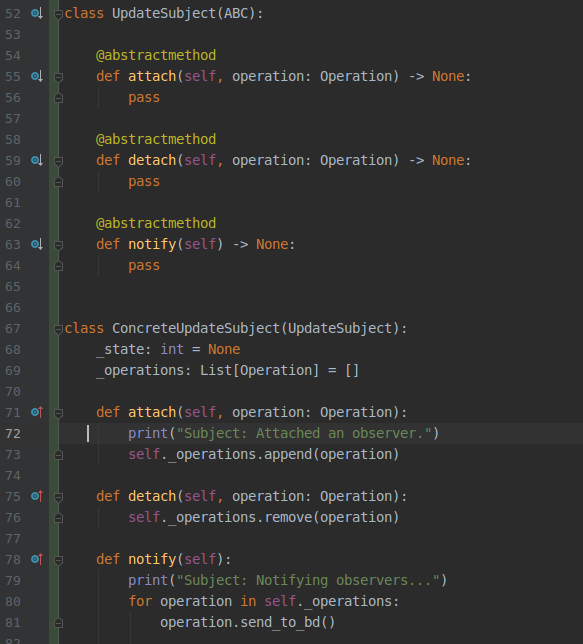 52 class UpdateSubject(ABC):
53
54     @abstractmethod
55     def attach(self, operation: Operation) -> None:
56         pass
57
58     @abstractmethod
59     def detach(self, operation: Operation) -> None:
60         pass
61
62     @abstractmethod
63     def notify(self) -> None:
64         pass
65
66
67 class ConcreteUpdateSubject(UpdateSubject):
68     _state: int = None
69     _operations: List[Operation] = []
70
71     def attach(self, operation: Operation):
72         print("Subject: Attached an observer.")
73         self._operations.append(operation)
74
75     def detach(self, operation: Operation):
76         self._operations.remove(operation)
77
78     def notify(self):
79         print("Subject: Notifying observers...")
80         for operation in self._operations:
81             operation.send_to_bd()
82